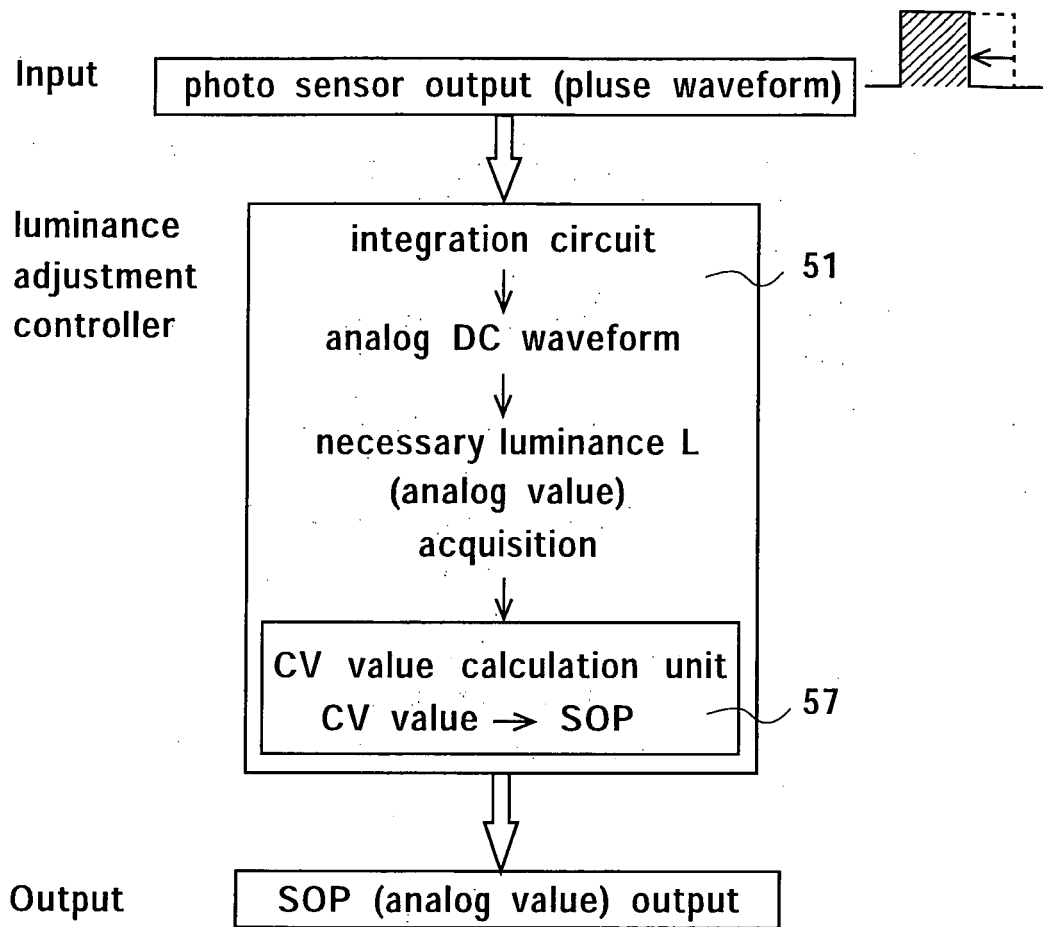 Input
photo sensor output (pluse waveform)
luminance
adjustment
controller
integration circuit
51
analog DC waveform
necessary luminance L
(analog value)
acquisition
CV value calculation unit
CV value → SOP
57
Output
SOP (analog value) output